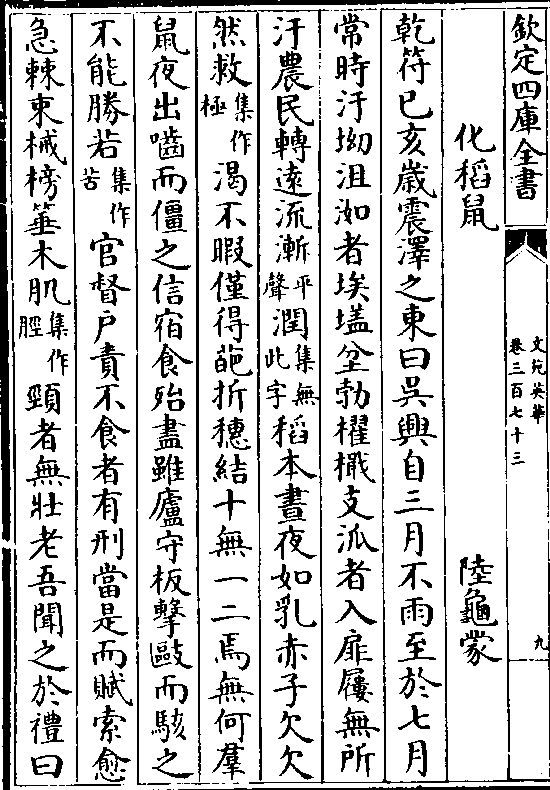 欽定四庫全書
文苑英華
卷三百七十三
九
化稻鼠 陸龜蒙
乾符已亥歲震澤之東曰吳興自三月不雨至於七月
常時汙坳沮洳者埃壒坌勃櫂檝支派者入扉屨無所
汙農民轉遠流漸平聲潤集無此字稻本晝夜如乳赤子欠欠
然救集作極渴不暇僅得葩折穗結十無一二焉無何羣
鼠夜出嚙而僵之信宿食殆盡雖廬守板擊毆而駭之
不能勝若集作苦官督戶責不食者有刑當是而賦索愈
急棘束械榜箠木肌集作脛頸者無壯老吾聞之於禮曰